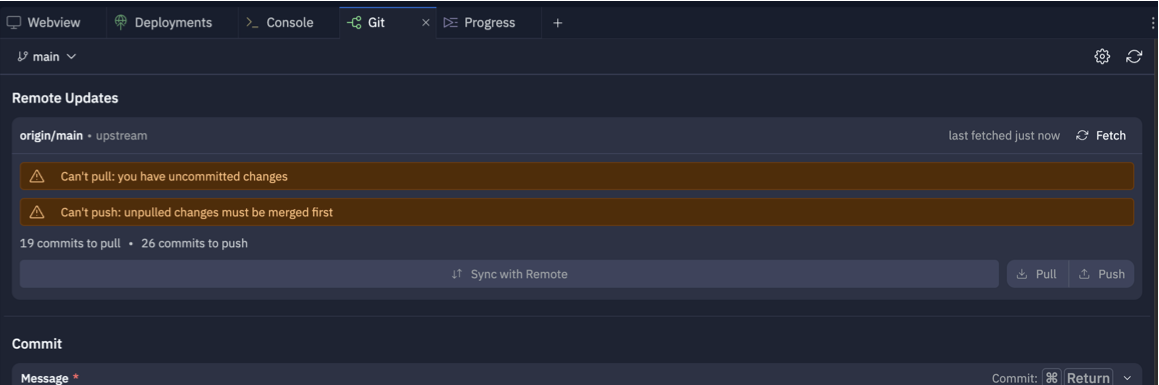 Webview Deployments >_ Console Git × Progress +
main
Remote Updates
origin/main • upstream last fetched just now Fetch
Can't pull: you have uncommitted changes
Can't push: unpulled changes must be merged first
19 commits to pull • 26 commits to push
Sync with Remote Pull Push
Commit
Message * Commit: ⌘ Return